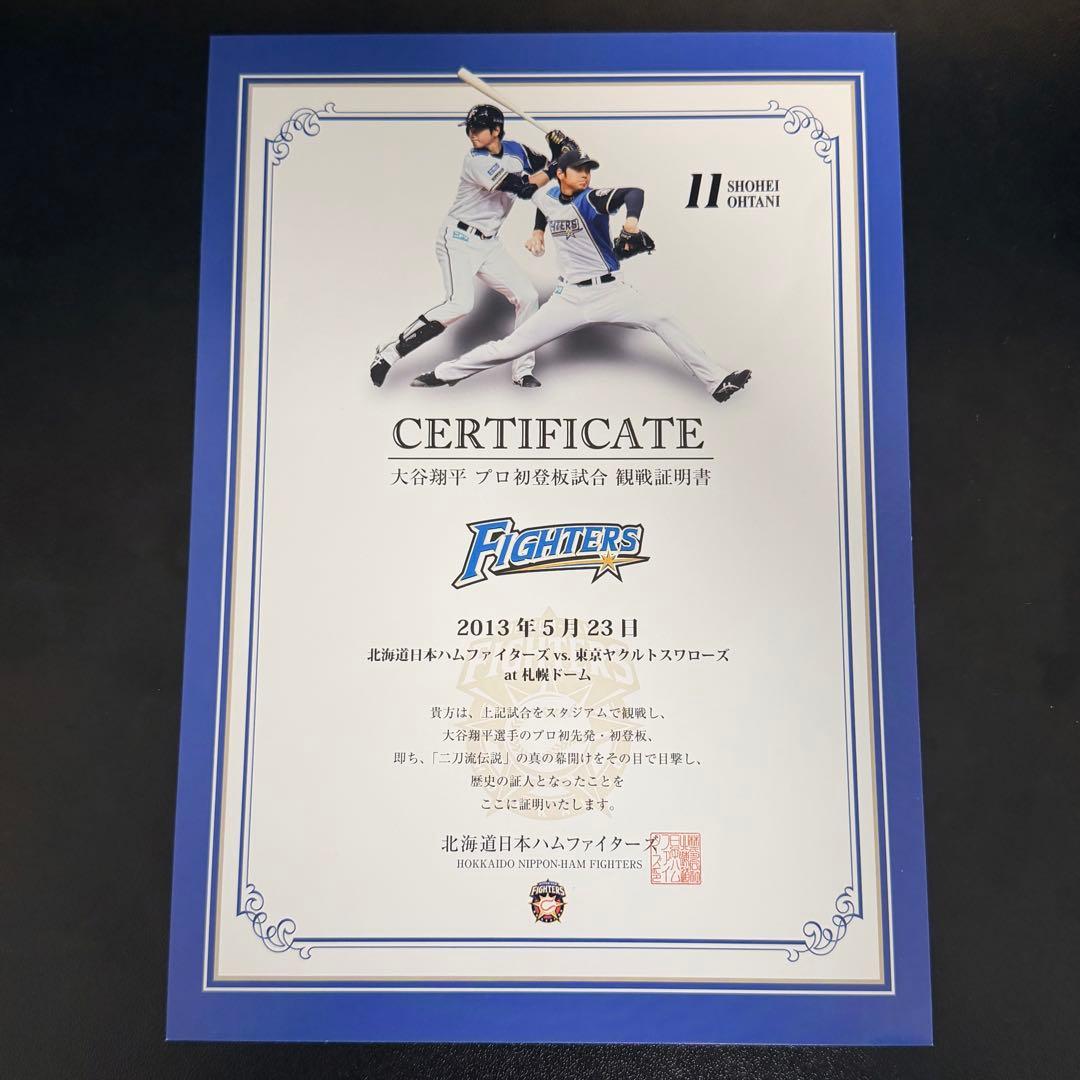 11 SHOHEI
OHTANI
FIGHTERS
CERTIFICATE
大谷翔平 プロ初登板試合 観戦証明書
FIGHTERS
2013年5月23日
北海道日本ハムファイターズ vs. 東京ヤクルトスワローズ
at 札幌ドーム
FIGHTERS
貴方は、上記試合をスタジアムで観戦し、
大谷翔平選手のプロ初先発・初登板、
即ち、「二刀流伝説」の真の幕開けをその目で目撃し、
歴史の証人となったことを
ここに証明いたします。
北海道日本ハムファイターズ
HOKKAIDO NIPPON-HAM FIGHTERS
FIGHTERS